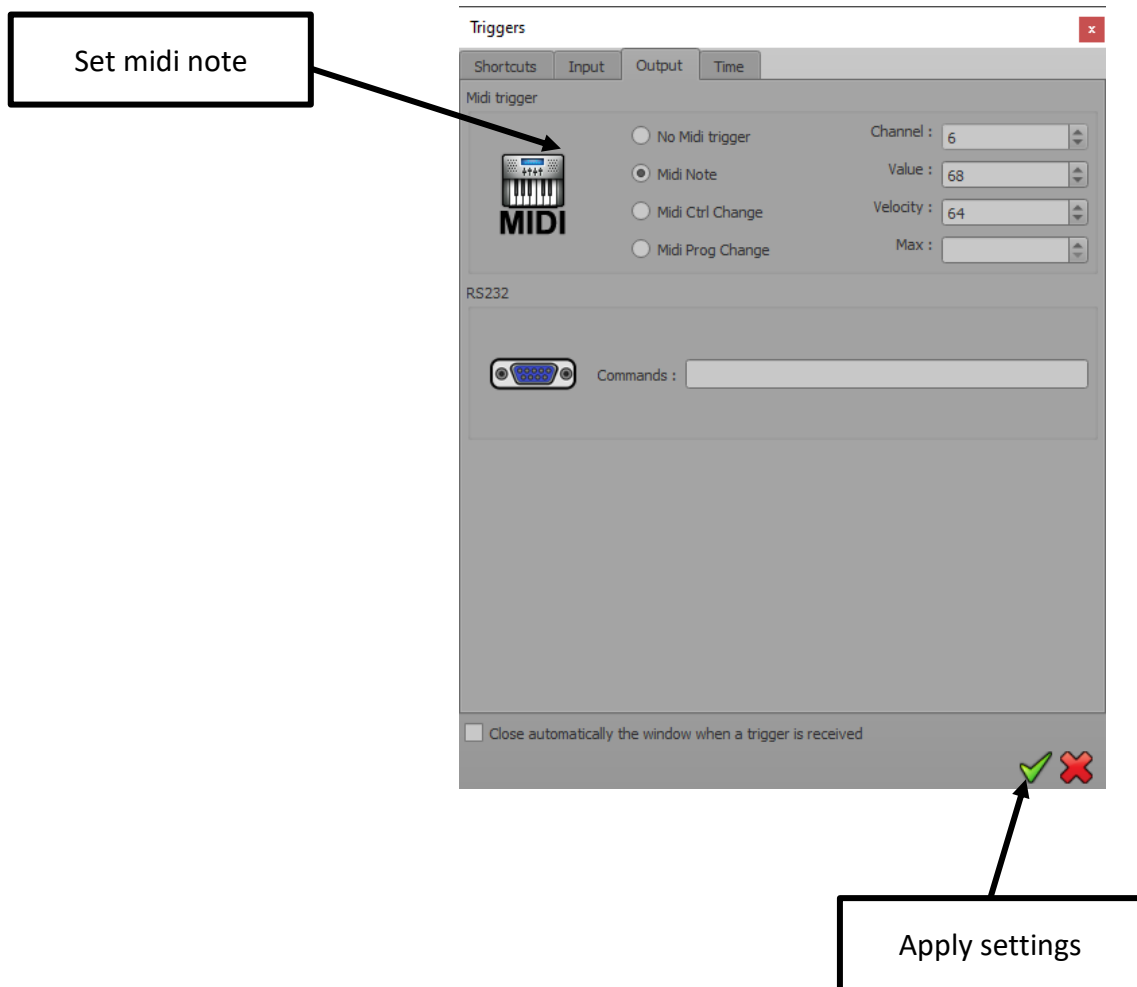 Set midi note
Triggers
x
Shortcuts Input Output Time
Midi trigger
No Midi trigger Channel : 6
Midi Note Value : 68
Midi Ctrl Change Velocity : 64
Midi Prog Change Max :
MIDI
RS232
Commands :
Close automatically the window when a trigger is received
Apply settings